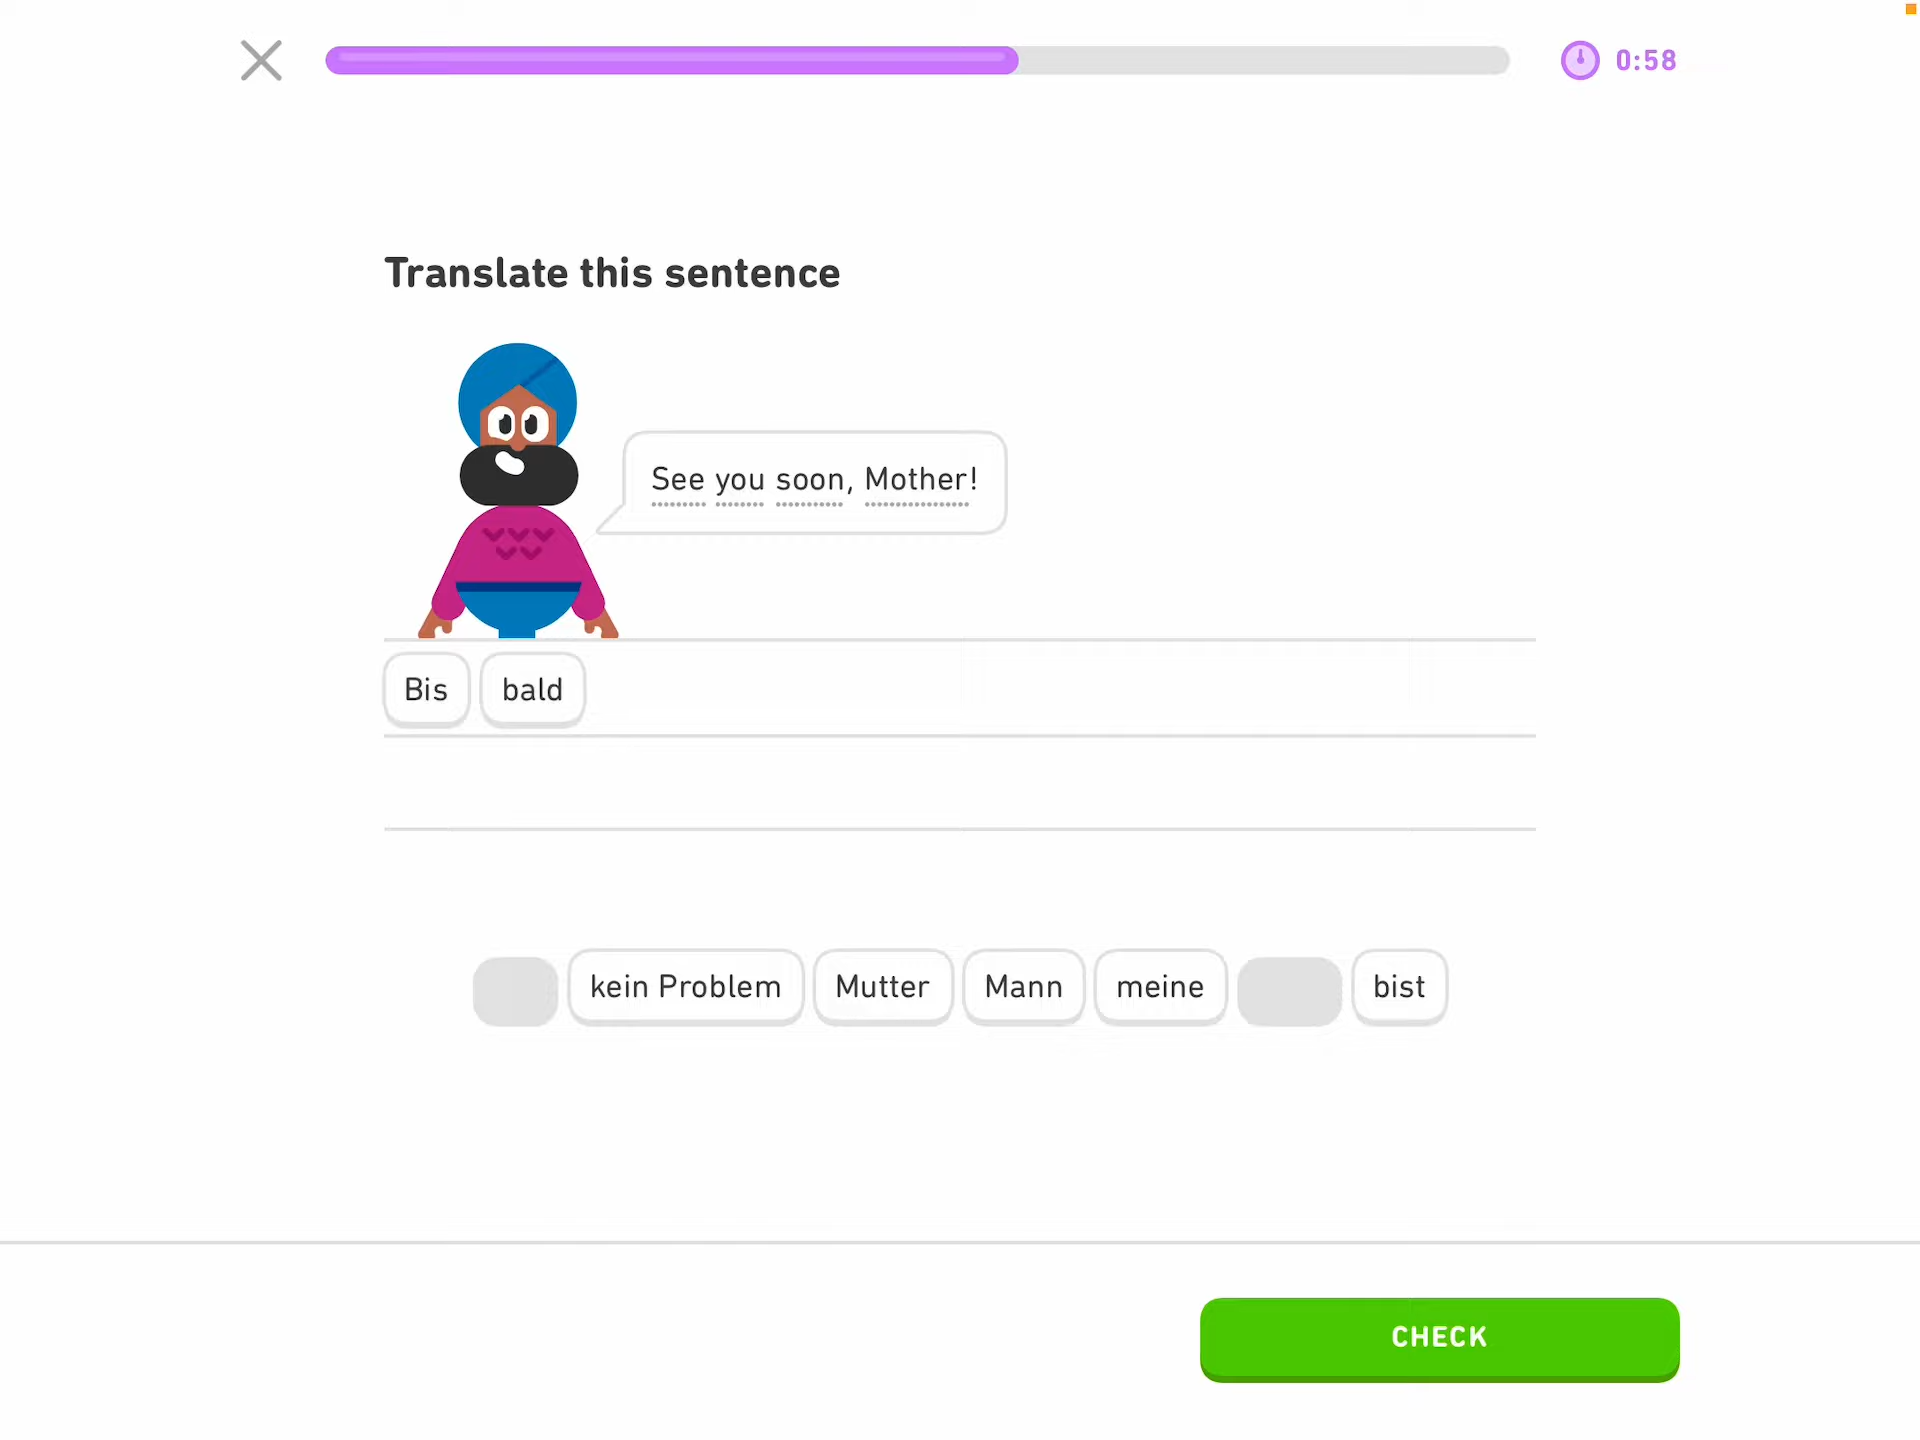 0:58
Translate this sentence
See you soon, Mother!
Bis bald
kein Problem Mutter Mann meine bist
CHECK